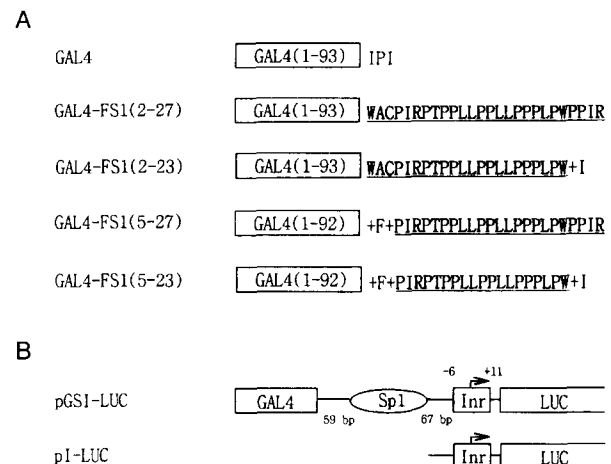 A
GAL4 GAL4(1-93) IPI
GAL4-FS1(2-27) GAL4(1-93) WACPIRPTPPLLPPLLPPPLPWPPIR
GAL4-FS1(2-23) GAL4(1-93) WACPIRPTPPLLPPLLPPPLPW+I
GAL4-FS1(5-27) GAL4(1-92) +F+PIRPTPPLLPPLLPPPLPWPPIR
GAL4-FS1(5-23) GAL4(1-92) +F+PIRPTPPLLPPLLPPPLPW+I
B
-6 +11
pGSI-LUC GAL4 Sp1 Inr LUC
59 bp 67 bp
pI-LUC Inr LUC